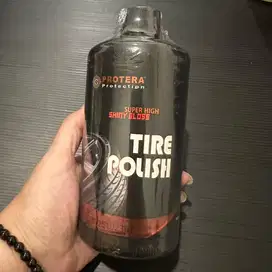 PROTERA
Protection
SUPER HIGH
SHINY GLOSS
TIRE
POLISH